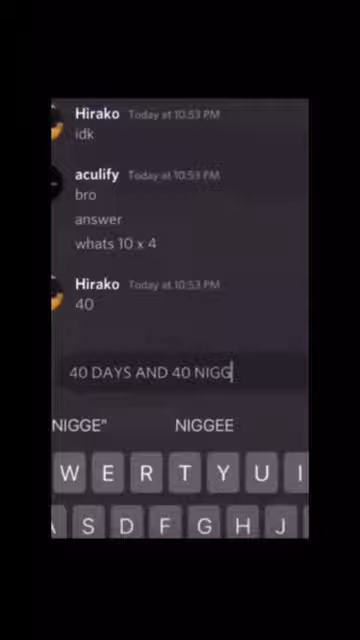 Hirako Today at 10:53 PM
idk
aculify Today at 10:53 PM
bro
answer
whats 10 x 4
Hirako Today at 10:53 PM
40
40 DAYS AND 40 NIGG
NIGGE" NIGGEE
W E R T Y U I
A S D F G H J